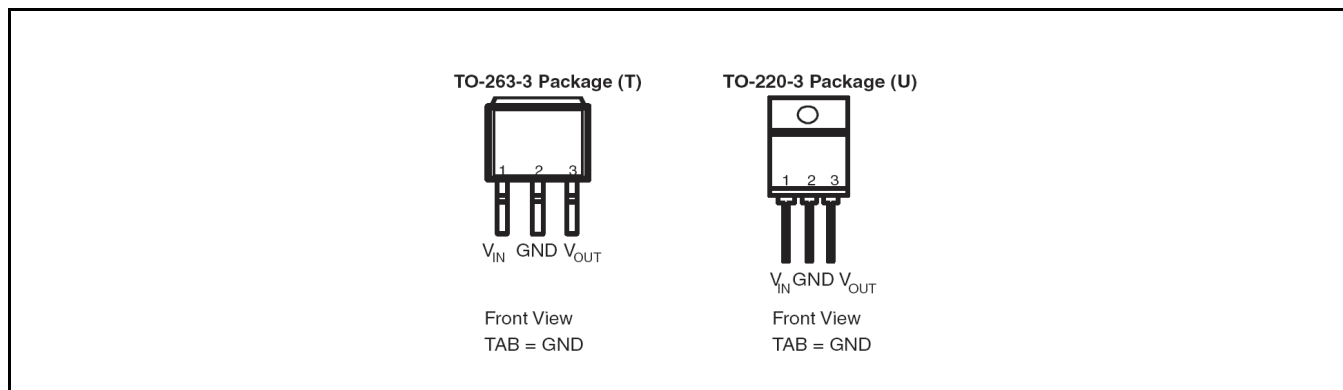 TO-263-3 Package (T)
1 2 3
VIN GND VOUT
Front View
TAB = GND
TO-220-3 Package (U)
1 2 3
VIN GND VOUT
Front View
TAB = GND